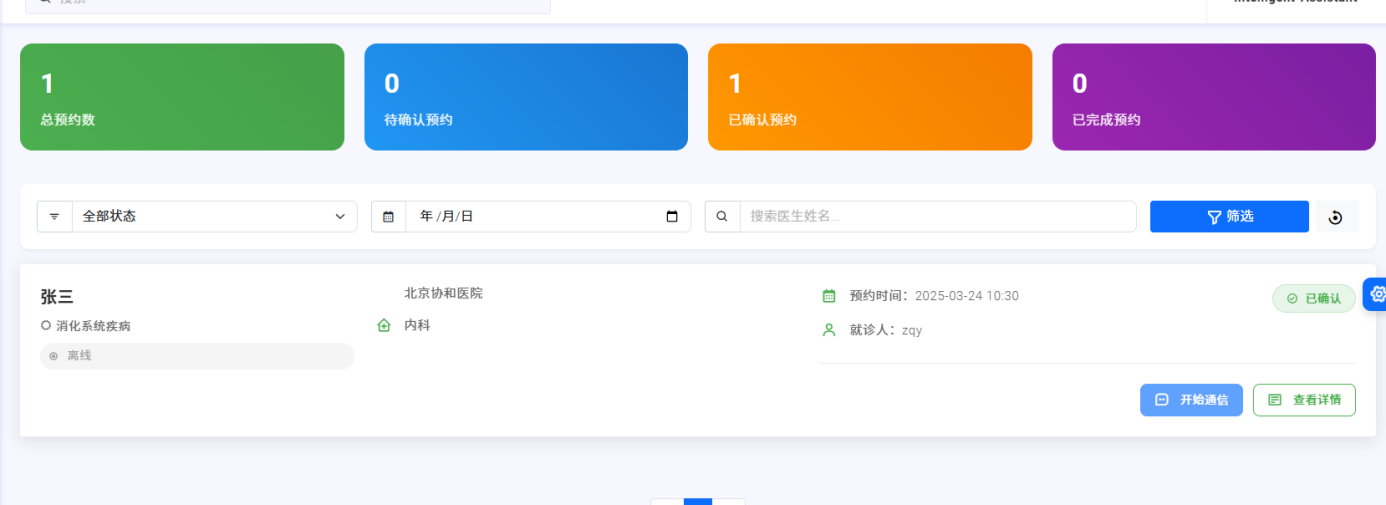 1
总预约数
0
待确认预约
1
已确认预约
0
已完成预约
全部状态
年/月/日
搜索医生姓名...
筛选
张三
消化系统疾病
离线
北京协和医院
内科
预约时间：2025-03-24 10:30
就诊人：zqy
已确认
开始通信
查看详情